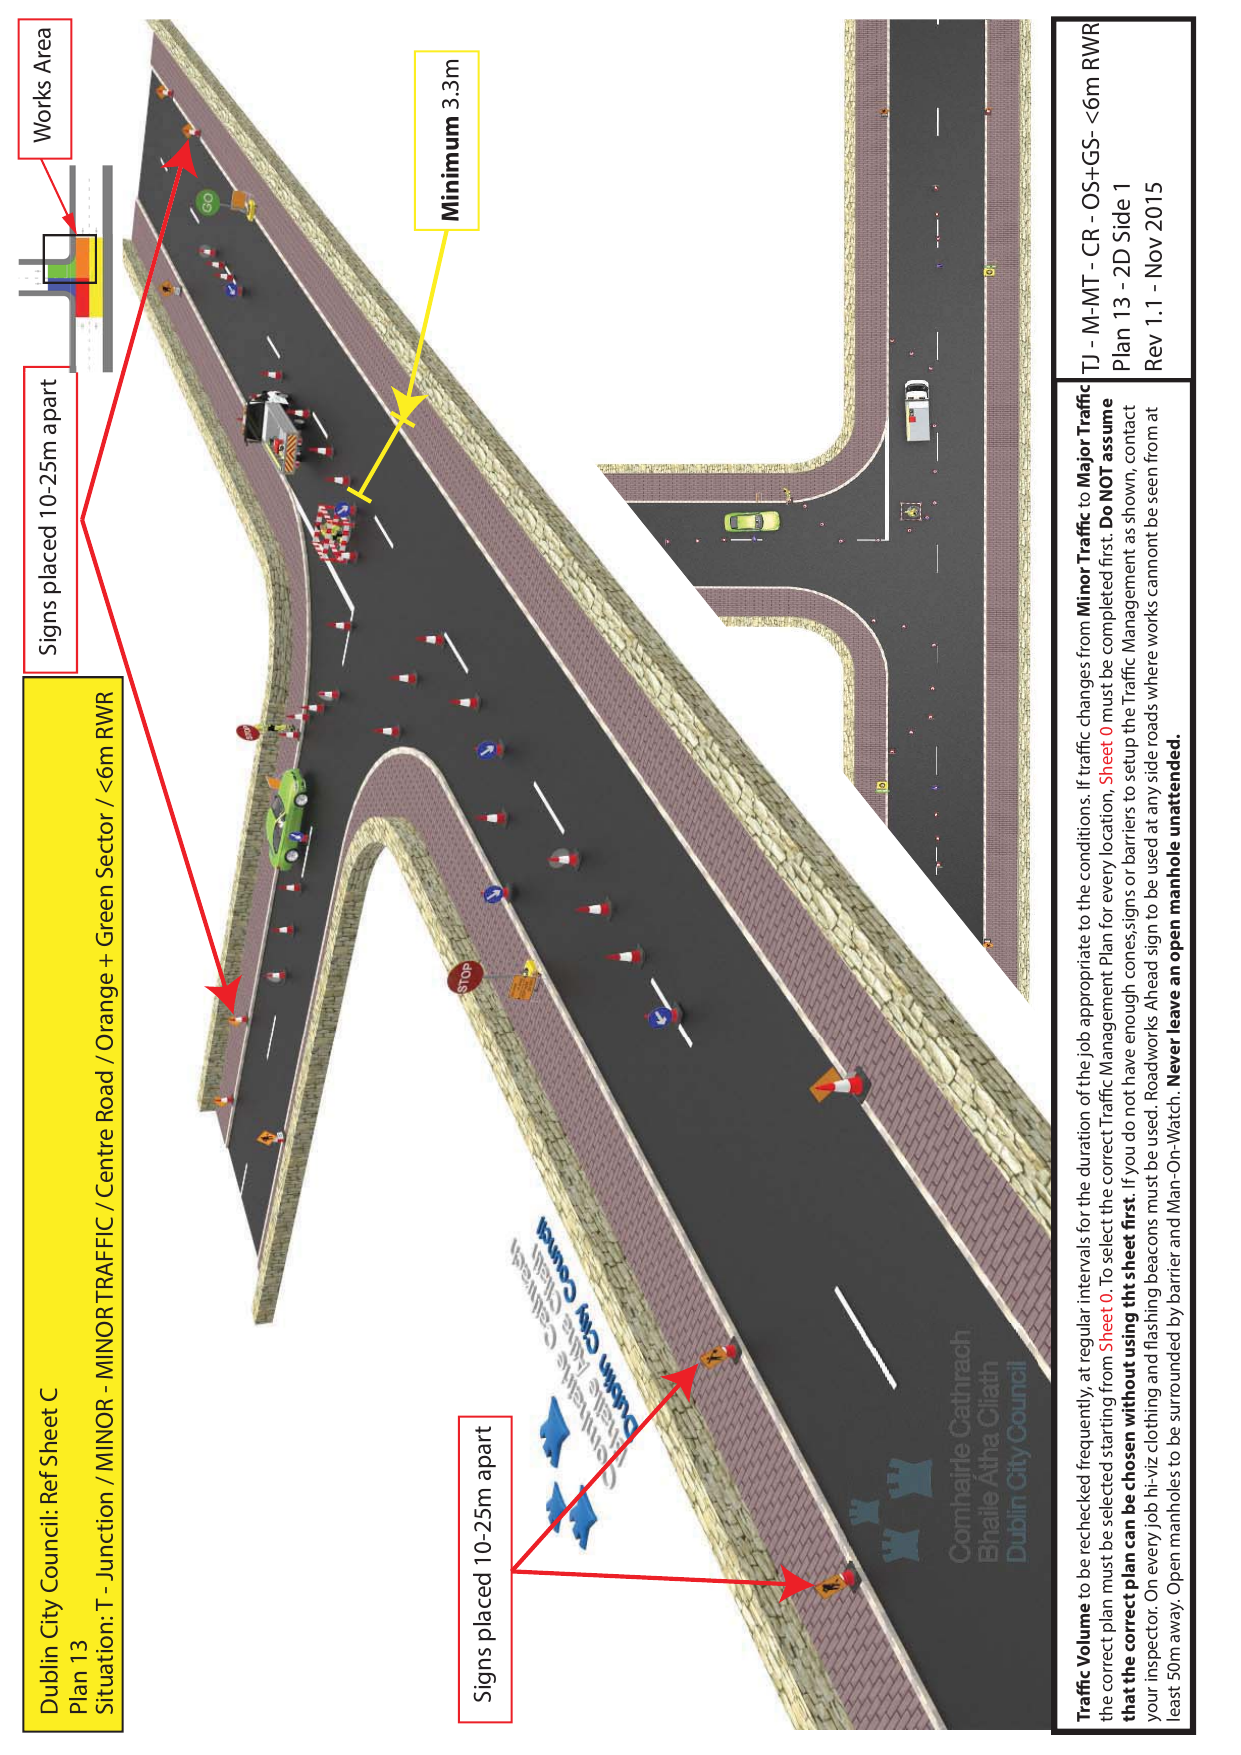 Dublin City Council: Ref Sheet C
Plan 13
Situation: T - Junction / MINOR - MINOR TRAFFIC / Centre Road / Orange + Green Sector / <6m RWR
Signs placed 10-25m apart
Works Area
Minimum 3.3m
GO
STOP
STOP
Signs placed 10-25m apart
Comhairle Cathrach
Bhaile Átha Cliath
Dublin City Council
Comhairle Cathrach
Bhaile Átha Cliath
Dublin City Council
Traffic Volume to be rechecked frequently, at regular intervals for the duration of the job appropriate to the conditions. If traffic changes from Minor Traffic to Major Traffic
the correct plan must be selected starting from Sheet 0. To select the correct Traffic Management Plan for every location, Sheet 0 must be completed first. Do NOT assume
that the correct plan can be chosen without using tht sheet first. If you do not have enough cones,signs or barriers to setup the Traffic Management as shown, contact
your inspector. On every job hi-viz clothing and flashing beacons must be used. Roadworks Ahead sign to be used at any side roads where works cannont be seen from at
least 50m away. Open manholes to be surrounded by barrier and Man-On-Watch. Never leave an open manhole unattended.
TJ - M-MT - CR - OS+GS- <6m RWR
Plan 13 - 2D Side 1
Rev 1.1 - Nov 2015